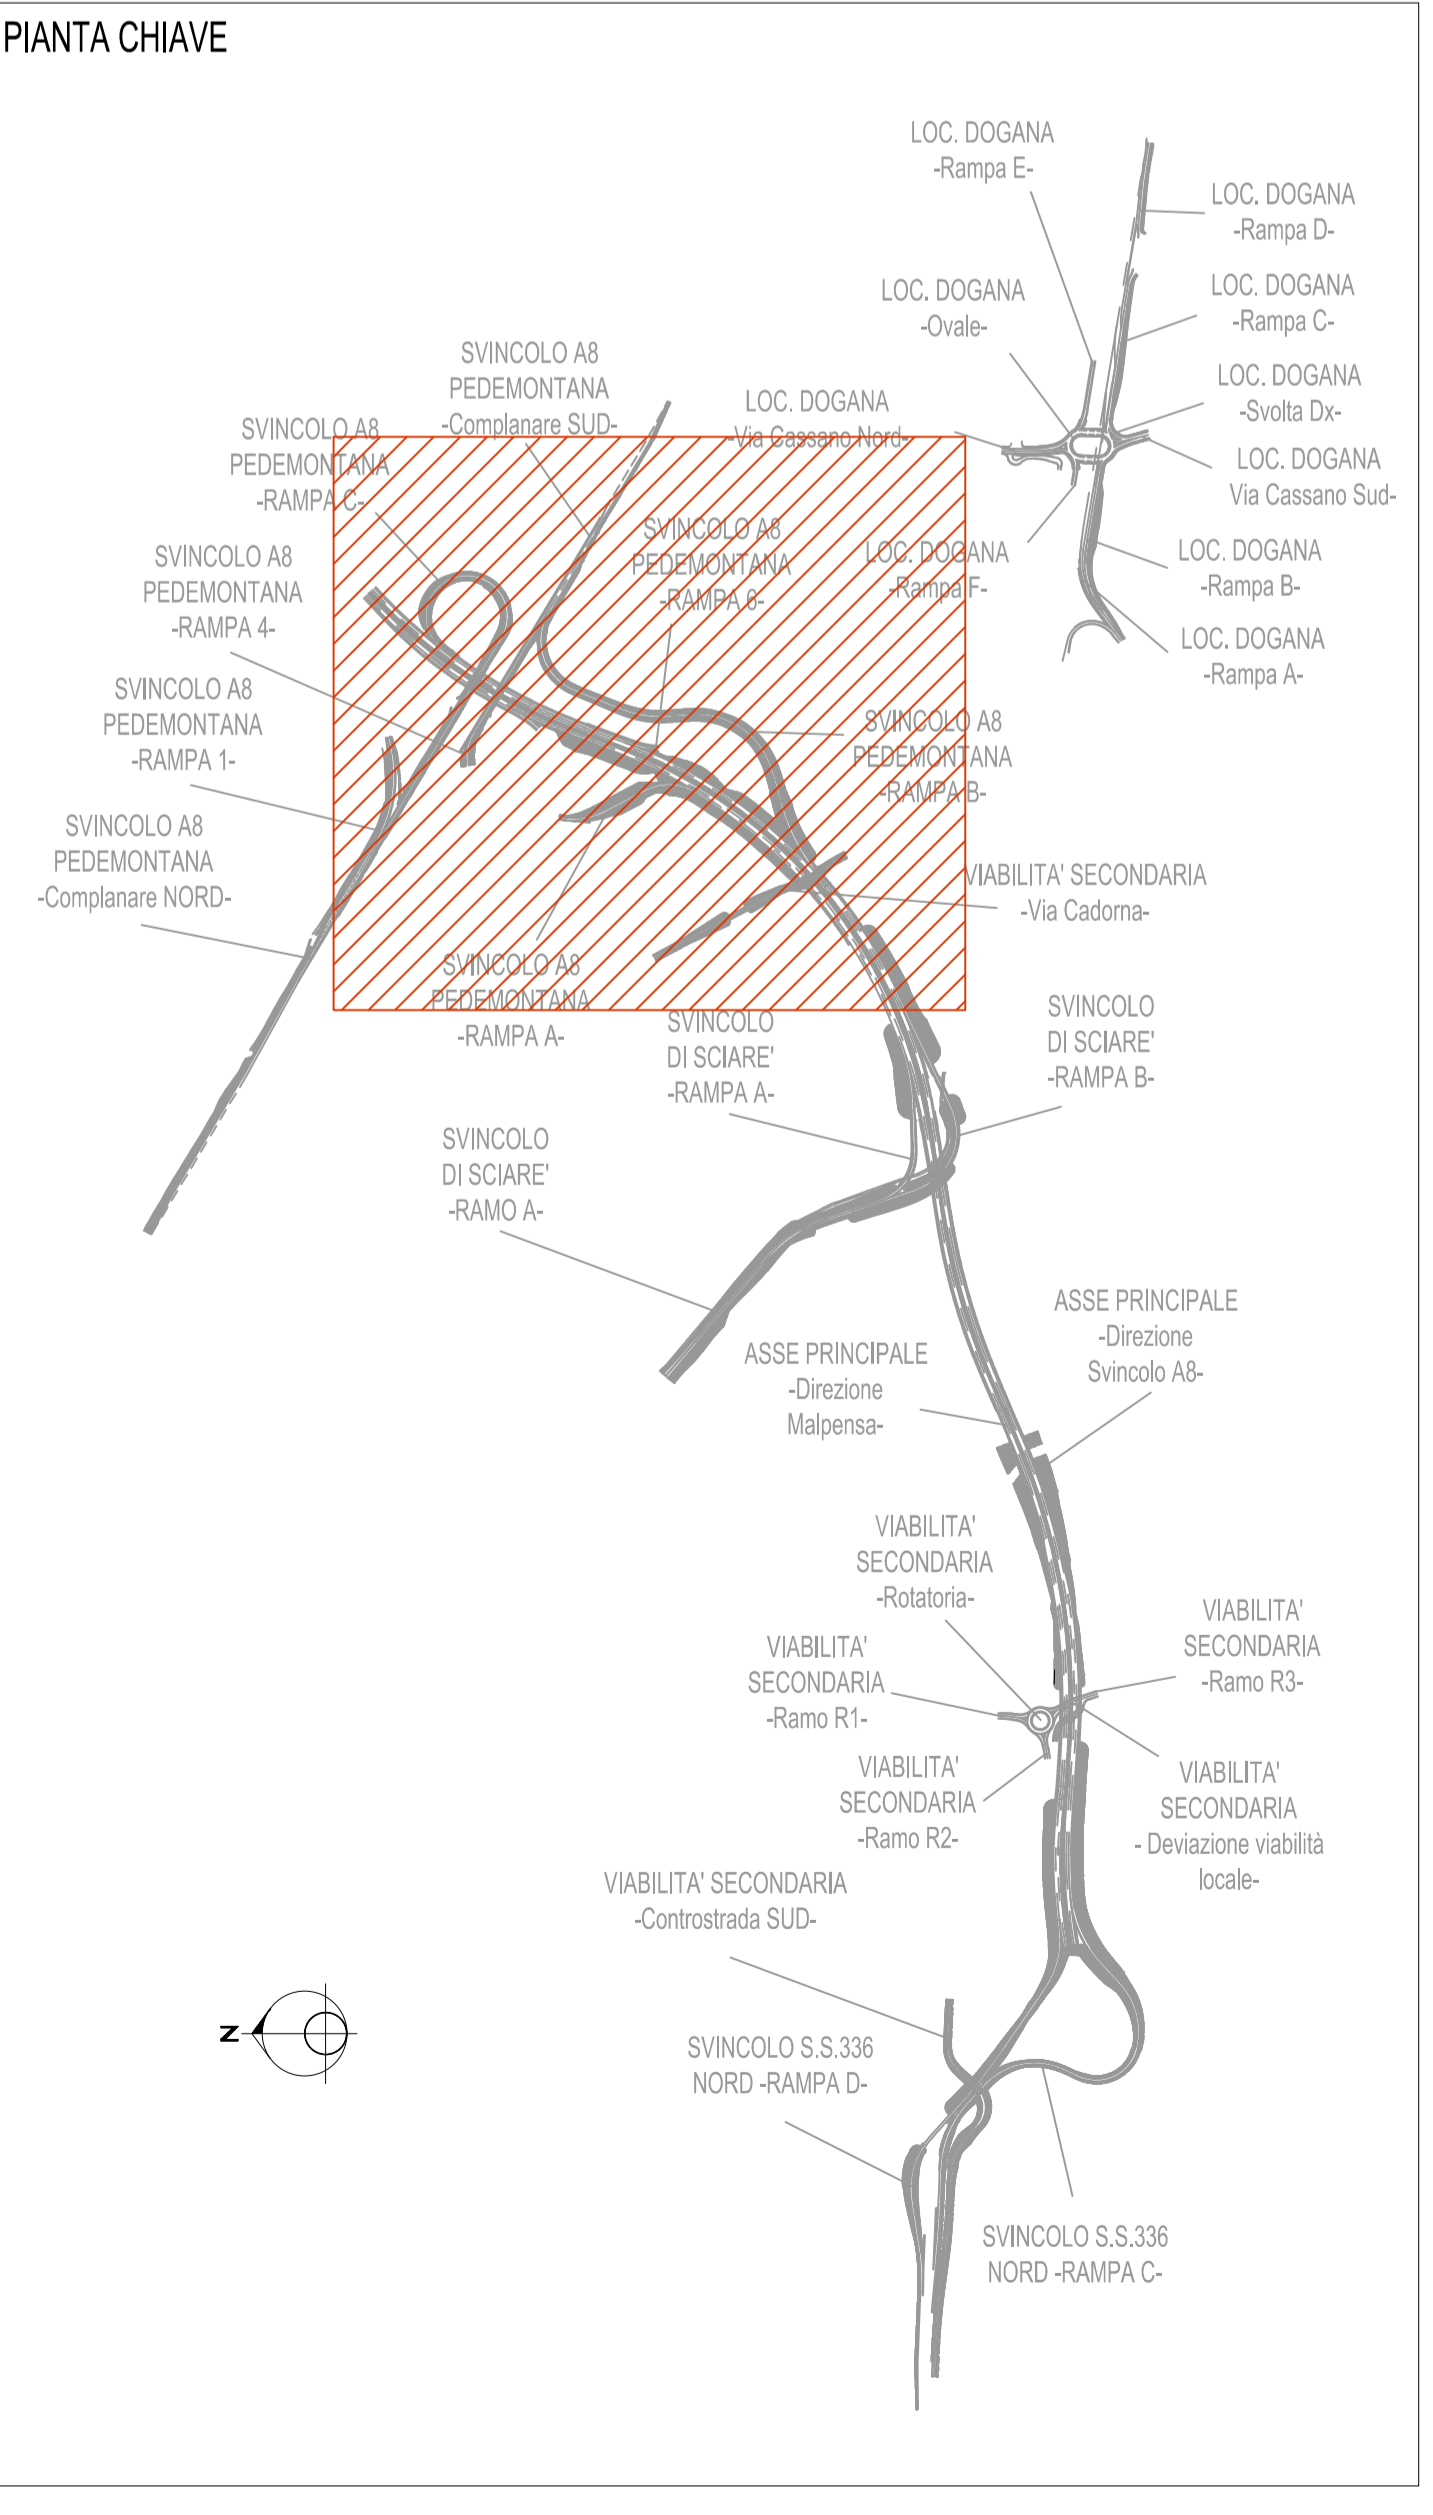 PIANTA CHIAVE
LOC. DOGANA
-Rampa E-
LOC. DOGANA
-Rampa D-
LOC. DOGANA
-Ovale-
LOC. DOGANA
-Rampa C-
SVINCOLO A8
PEDEMONTANA
-Complanare SUD-
LOC. DOGANA
-Svolta Dx-
LOC. DOGANA
-Via Cassano Nord-
SVINCOLO A8
PEDEMONTANA
-RAMPA C-
LOC. DOGANA
Via Cassano Sud-
SVINCOLO A8
PEDEMONTANA
-RAMPA 6-
LOC. DOGANA
-Rampa F-
LOC. DOGANA
-Rampa B-
SVINCOLO A8
PEDEMONTANA
-RAMPA 4-
LOC. DOGANA
-Rampa A-
SVINCOLO A8
PEDEMONTANA
-RAMPA 1-
SVINCOLO A8
PEDEMONTANA
-RAMPA B-
SVINCOLO A8
PEDEMONTANA
-Complanare NORD-
VIABILITA' SECONDARIA
-Via Cadorna-
SVINCOLO A8
PEDEMONTANA
-RAMPA A-
SVINCOLO
DI SCIARE'
-RAMPA A-
SVINCOLO
DI SCIARE'
-RAMPA B-
SVINCOLO
DI SCIARE'
-RAMO A-
ASSE PRINCIPALE
-Direzione
Svincolo A8-
ASSE PRINCIPALE
-Direzione
Malpensa-
VIABILITA'
SECONDARIA
-Rotatoria-
VIABILITA'
SECONDARIA
-Ramo R3-
VIABILITA'
SECONDARIA
-Ramo R1-
VIABILITA'
SECONDARIA
-Ramo R2-
VIABILITA'
SECONDARIA
- Deviazione viabilità
locale-
VIABILITA' SECONDARIA
-Controstrada SUD-
N
SVINCOLO S.S.336
NORD -RAMPA D-
SVINCOLO S.S.336
NORD -RAMPA C-